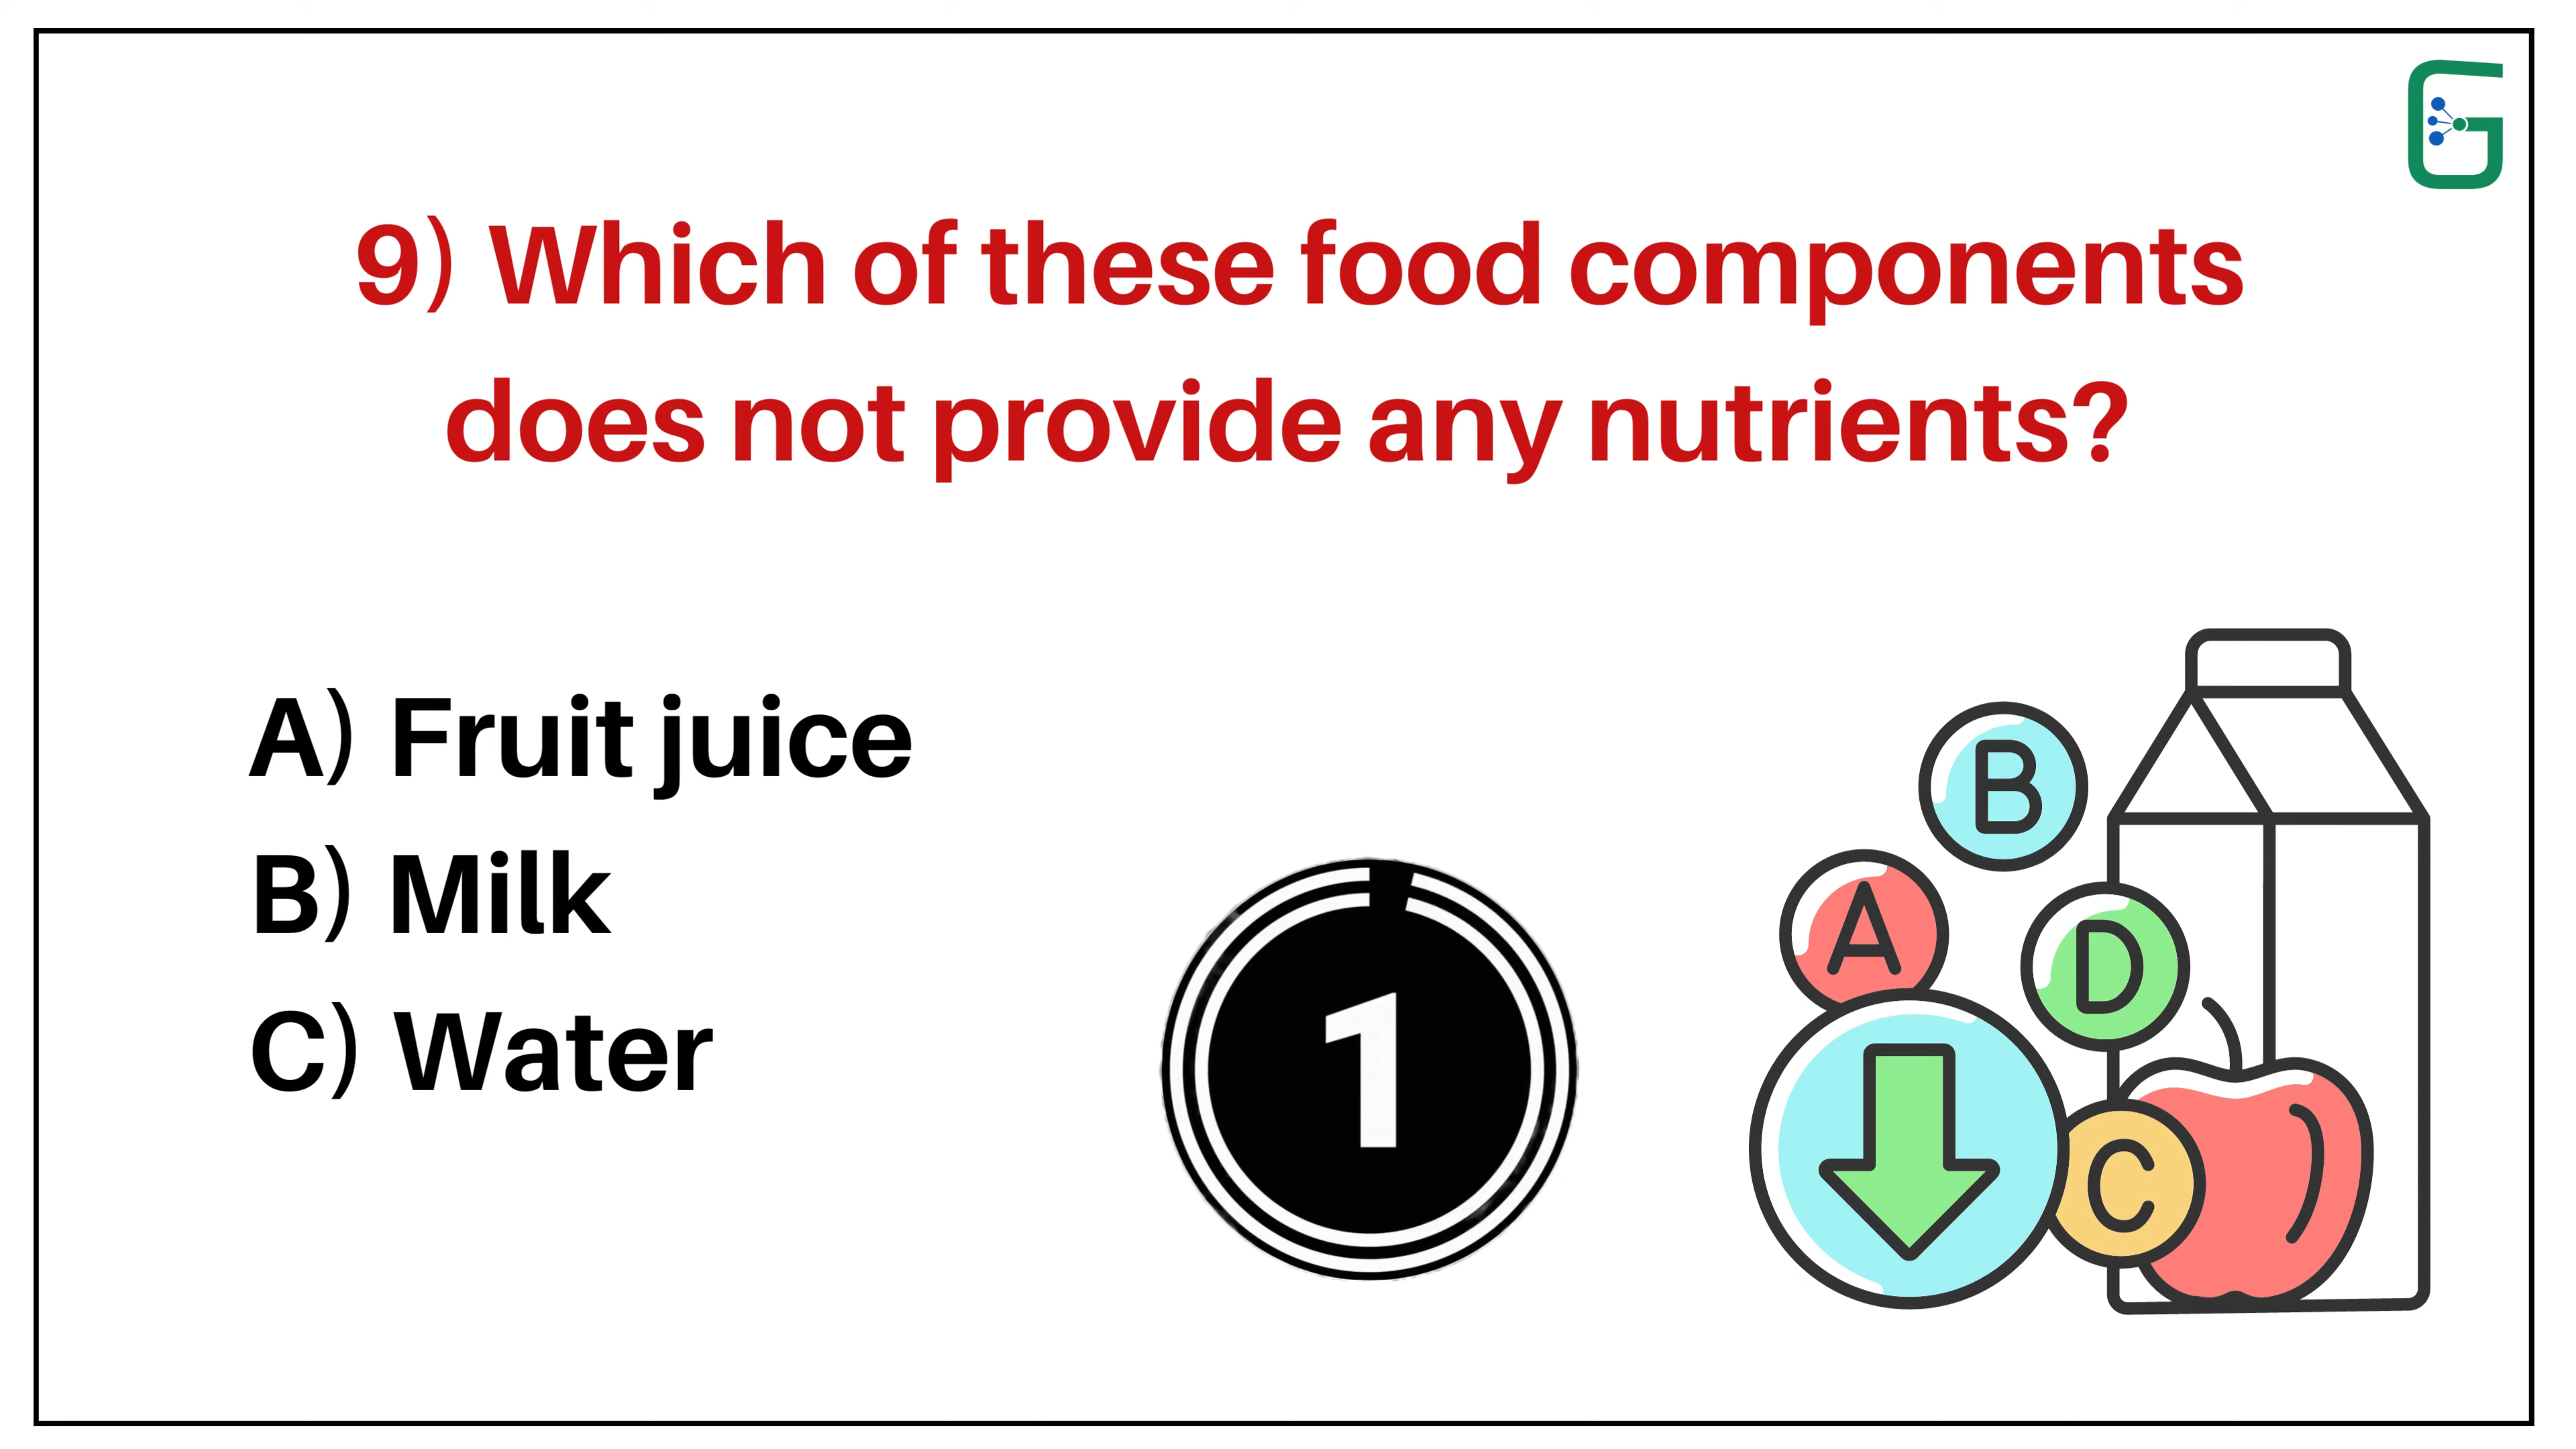 9) Which of these food components
does not provide any nutrients?
A) Fruit juice
B) Milk
C) Water
1
B
A
D
C
G